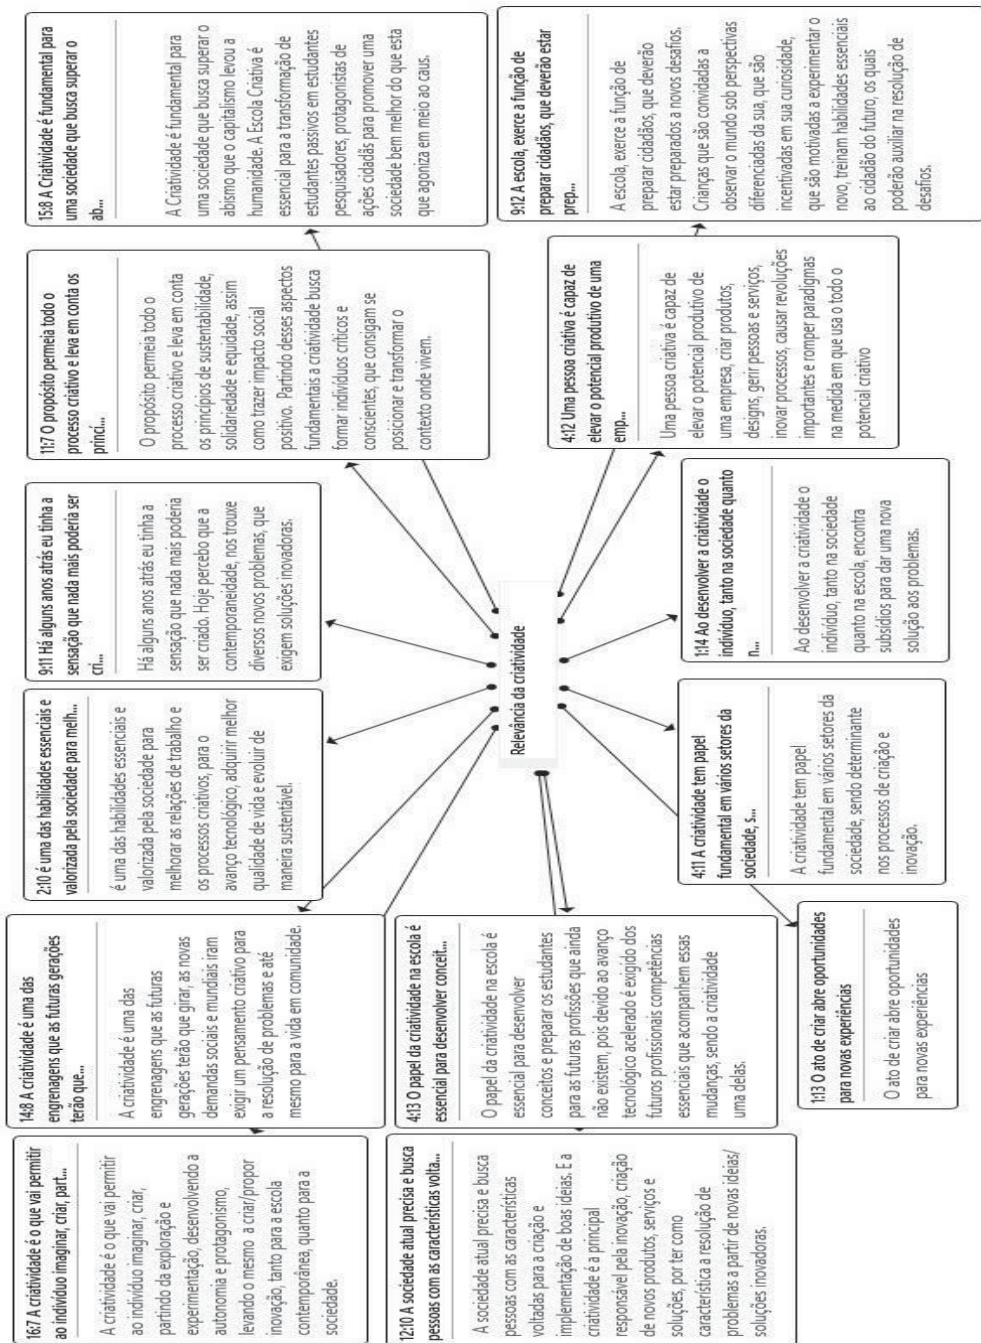 16:7 A criatividade é o que vai permitir
ao indivíduo imaginar, criar, part...
A criatividade é o que vai permitir
ao indivíduo imaginar, criar,
partindo da exploração e
experimentação, desenvolvendo a
autonomia e protagonismo,
levando o mesmo a criar/propor
inovação, tanto para a escola
contemporânea, quanto para a
sociedade.
14:8 A criatividade é uma das
engrenagens que as futuras gerações
terão que...
A criatividade é uma das
engrenagens que as futuras
gerações terão que girar, as novas
demandas sociais e mundiais iram
exigir um pensamento criativo para
a resolução de problemas e até
mesmo para a vida em comunidade.
2:10 é uma das habilidades essenciais e
valorizada pela sociedade para melh...
é uma das habilidades essenciais e
valorizada pela sociedade para
melhorar as relações de trabalho e
os processos criativos, para o
avanço tecnológico, adquirir melhor
qualidade de vida e evoluir de
maneira sustentável.
9:11 Há alguns anos atrás eu tinha a
sensação que nada mais poderia ser
cri...
Há alguns anos atrás eu tinha a
sensação que nada mais poderia
ser criado. Hoje percebo que a
contemporaneidade, nos trouxe
diversos novos problemas, que
exigem soluções inovadoras.
11:7 O propósito permeia todo o
processo criativo e leva em conta os
princí...
O propósito permeia todo o
processo criativo e leva em conta
os princípios de sustentabilidade,
solidariedade e equidade, assim
como trazer impacto social
positivo. Partindo desses aspectos
fundamentais a criatividade busca
formar indivíduos críticos e
conscientes, que consigam se
posicionar e transformar o
contexto onde vivem.
15:8 A Criatividade é fundamental para
uma sociedade que busca superar o
ab...
A Criatividade é fundamental para
uma sociedade que busca superar o
abismo que o capitalismo levou a
humanidade. A Escola Criativa é
essencial para a transformação de
estudantes passivos em estudantes
pesquisadores, protagonistas de
ações cidadãs para promover uma
sociedade bem melhor do que esta
que agoniza em meio ao caus.
Relevância da criatividade
12:10 A sociedade atual precisa e busca
pessoas com as características volta...
A sociedade atual precisa e busca
pessoas com as características
voltadas para a criação e
implementação de boas ideias. E a
criatividade é a principal
responsável pela inovação, criação
de novos produtos, serviços e
soluções, por ter como
característica a resolução de
problemas a partir de novas ideias/
soluções inovadoras.
4:13 O papel da criatividade na escola é
essencial para desenvolver conceit....
O papel da criatividade na escola é
essencial para desenvolver
conceitos e preparar os estudantes
para as futuras profissões que ainda
não existem, pois devido ao avanço
tecnológico acelerado é exigido dos
futuros profissionais competências
essenciais que acompanhem essas
mudanças, sendo a criatividade
uma delas.
1:13 O ato de criar abre oportunidades
para novas experiências
O ato de criar abre oportunidades
para novas experiências
4:11 A criatividade tem papel
fundamental em vários setores da
sociedade, s...
A criatividade tem papel
fundamental em vários setores da
sociedade, sendo determinante
nos processos de criação e
inovação.
1:14 Ao desenvolver a criatividade o
indivíduo, tanto na sociedade quanto
n...
Ao desenvolver a criatividade o
indivíduo, tanto na sociedade
quanto na escola, encontra
subsídios para dar uma nova
solução aos problemas.
4:12 Uma pessoa criativa é capaz de
elevar o potencial produtivo de uma
emp...
Uma pessoa criativa é capaz de
elevar o potencial produtivo de
uma empresa, criar produtos,
designs, gerir pessoas e serviços,
inovar processos, causar revoluções
importantes e romper paradigmas
na medida em que usa o todo o
potencial criativo
9:12 A escola, exerce a função de
preparar cidadãos, que deverão estar
prep...
A escola, exerce a função de
preparar cidadãos, que deverão
estar preparados a novos desafios.
Crianças que são convidadas a
observar o mundo sob perspectivas
diferenciadas da sua, que são
incentivadas em sua curiosidade,
que são motivadas a experimentar o
novo, treinam habilidades essenciais
ao cidadão do futuro, os quais
poderão auxiliar na resolução de
desafios.